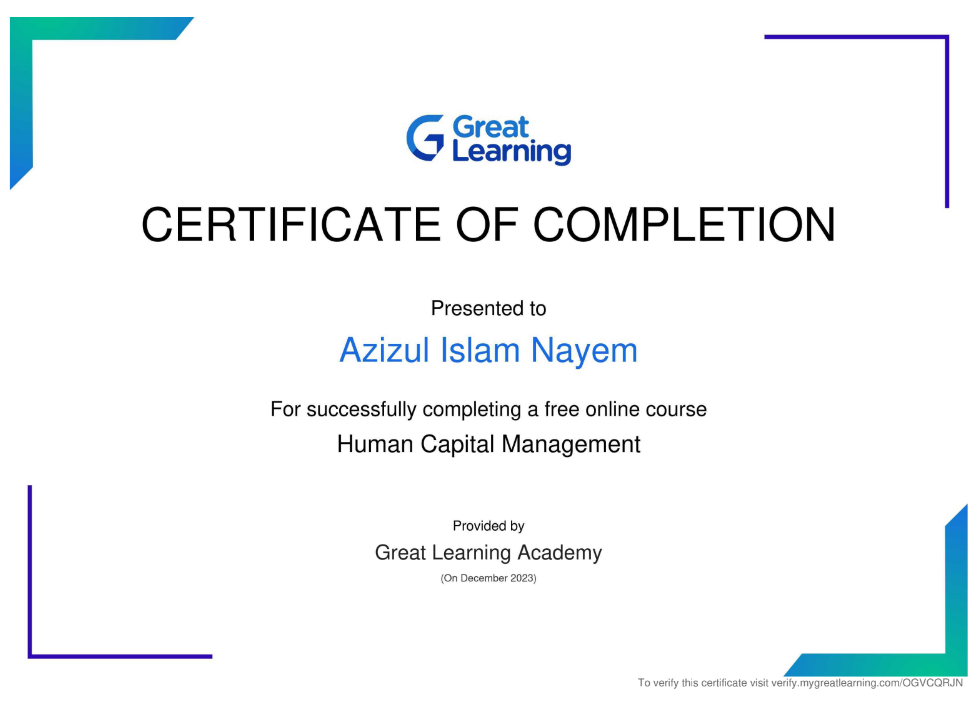 Great
Learning
CERTIFICATE OF COMPLETION
Presented to
Azizul Islam Nayem
For successfully completing a free online course
Human Capital Management
Provided by
Great Learning Academy
(On December 2023)
To verify this certificate visit verify.mygreatlearning.com/OGVCQRJN